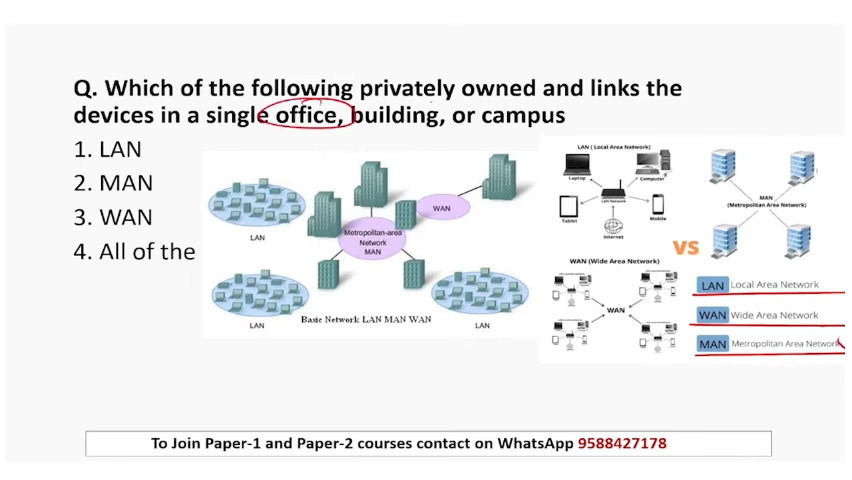 Q. Which of the following privately owned and links the
devices in a single office, building, or campus
1. LAN
2. MAN
3. WAN
4. All of the
LAN
WAN
Metropolitan-area
Network
MAN
LAN
Basic Network LAN MAN WAN
LAN
LAN ( Local Area Network)
Laptop
Computer
LAN Network
Tablet
Mobile
Internet
MAN
(Metropolitan Area Network)
VS
WAN (Wide Area Network)
WAN
LAN Local Area Network
WAN Wide Area Network
MAN Metropolitan Area Network
To Join Paper-1 and Paper-2 courses contact on WhatsApp 9588427178